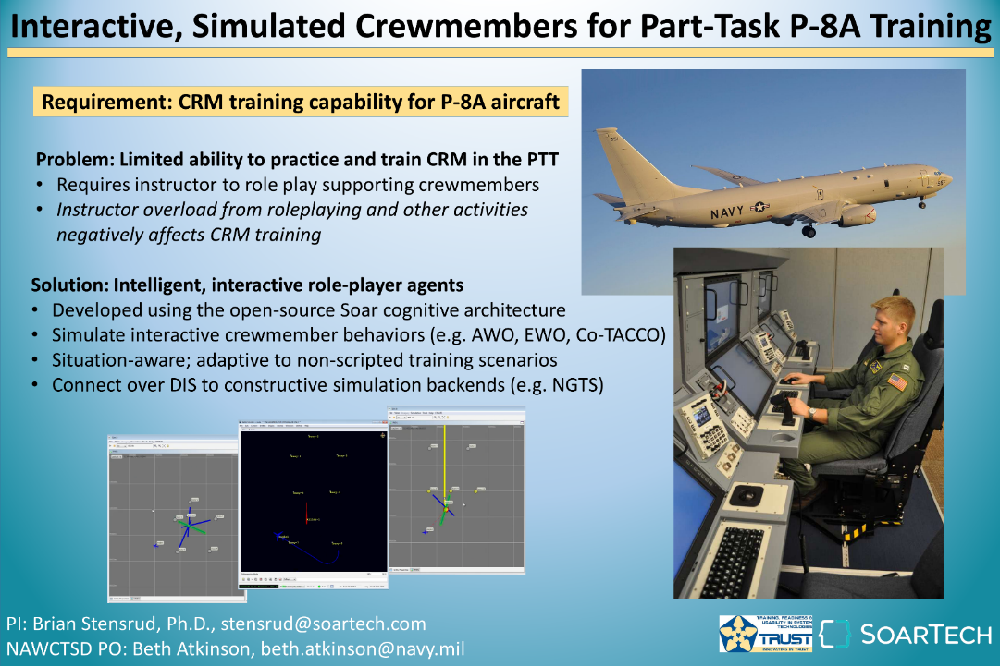 Interactive, Simulated Crewmembers for Part-Task P-8A Training
Requirement: CRM training capability for P-8A aircraft
Problem: Limited ability to practice and train CRM in the PTT
• Requires instructor to role play supporting crewmembers
• Instructor overload from roleplaying and other activities
negatively affects CRM training
Solution: Intelligent, interactive role-player agents
• Developed using the open-source Soar cognitive architecture
• Simulate interactive crewmember behaviors (e.g. AWO, EWO, Co-TACCO)
• Situation-aware; adaptive to non-scripted training scenarios
• Connect over DIS to constructive simulation backends (e.g. NGTS)
NAVY
PI: Brian Stensrud, Ph.D., stensrud@soartech.com
NAWCTSD PO: Beth Atkinson, beth.atkinson@navy.mil
TRAINING, READINESS &
USABILITY IN SYSTEM
TECHNOLOGIES
TRUST
INNOVATING IN TRUST
SOARTECH